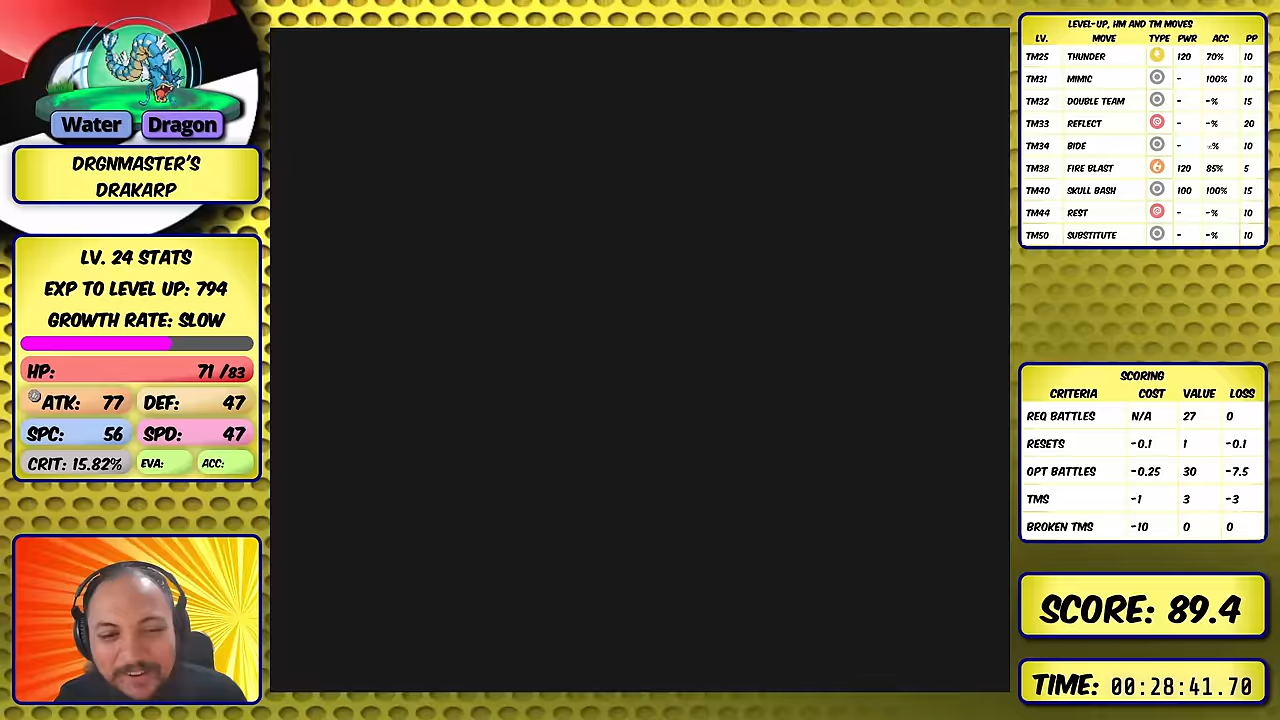 Water Dragon
DRGNMASTER'S
DRAKARP
LV. 24 STATS
EXP TO LEVEL UP: 794
GROWTH RATE: SLOW
HP: 71 /83
ATK: 77 DEF: 47
SPC: 56 SPD: 47
CRIT: 15.82% EVA: ACC:
LEVEL-UP, HM AND TM MOVES
LV. MOVE TYPE PWR ACC PP
TM25 THUNDER 120 70% 10
TM31 MIMIC - 100% 10
TM32 DOUBLE TEAM - -% 15
TM33 REFLECT - -% 20
TM34 BIDE - -% 10
TM38 FIRE BLAST 120 85% 5
TM40 SKULL BASH 100 100% 15
TM44 REST - -% 10
TM50 SUBSTITUTE - -% 10
SCORING
CRITERIA COST VALUE LOSS
REQ BATTLES N/A 27 0
RESETS -0.1 1 -0.1
OPT BATTLES -0.25 30 -7.5
TMS -1 3 -3
BROKEN TMS -10 0 0
SCORE: 89.4
TIME: 00:28:41.70